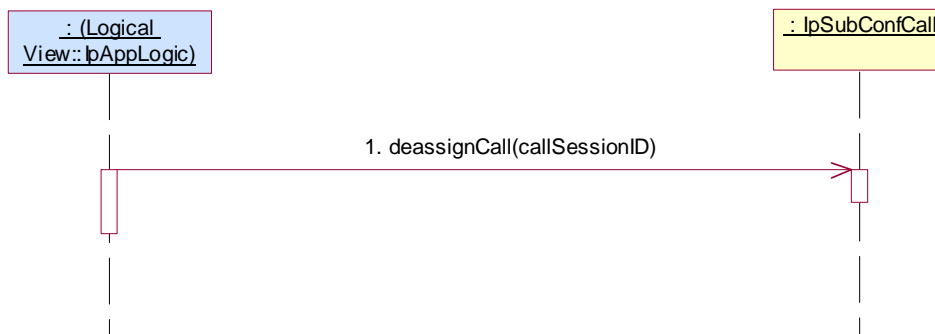 : (Logical
View::IpAppLogic)
: IpSubConfCall
1. deassignCall(callSessionID)